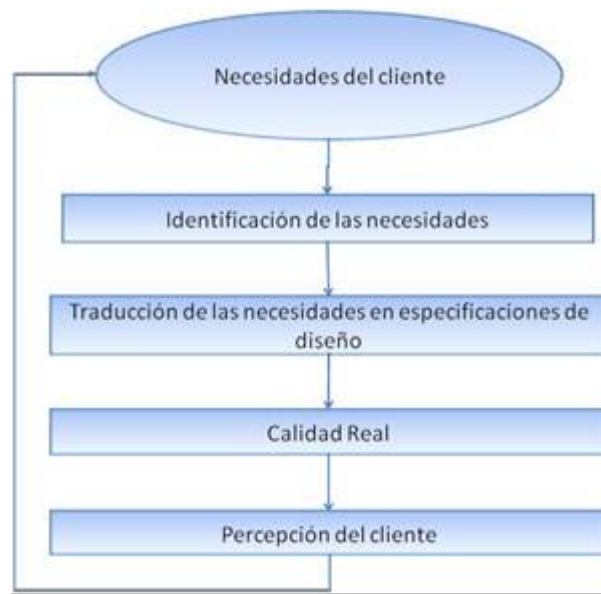 Necesidades del cliente
Identificación de las necesidades
Traducción de las necesidades en especificaciones de
diseño
Calidad Real
Percepción del cliente